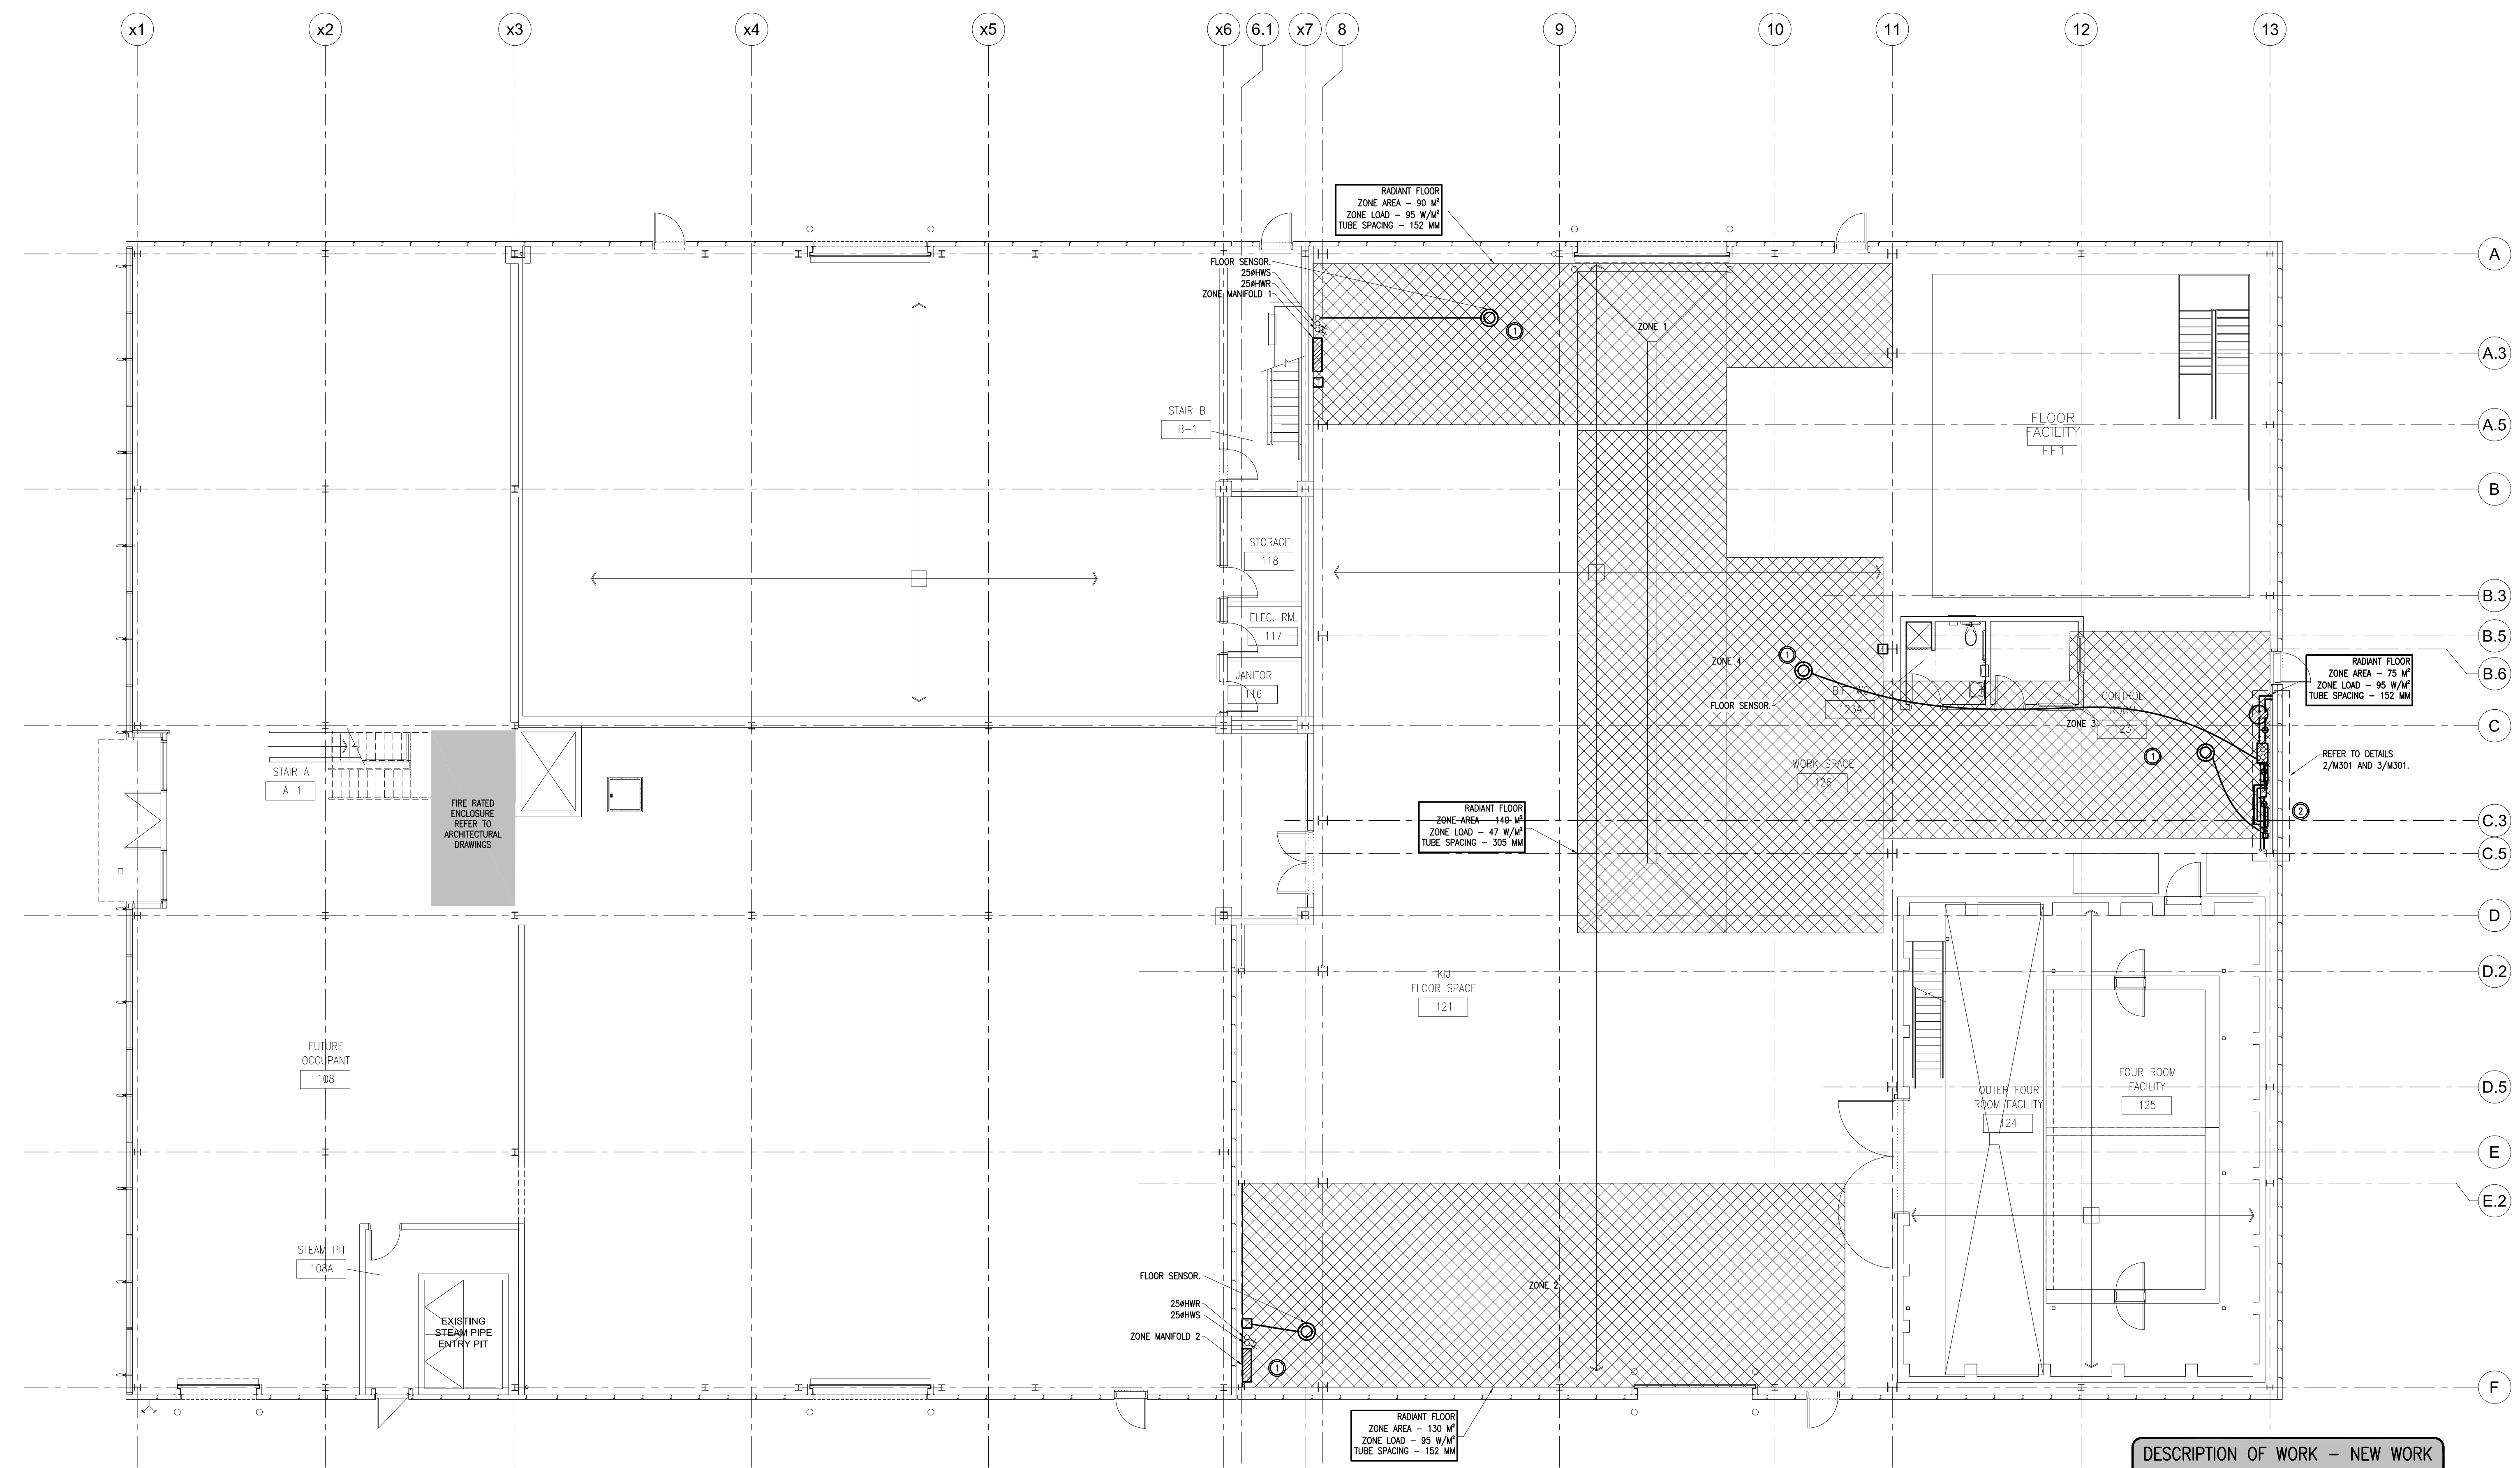 x1
x2
x3
x4
x5
x6
6.1
x7
8
9
10
11
12
13
RADIANT FLOOR
ZONE AREA – 90 M²
ZONE LOAD – 95 W/M²
TUBE SPACING – 152 MM
A
FLOOR SENSOR.
25øHWS
25øHWR
ZONE MANIFOLD 1
1
ZONE 1
A.3
STAIR B
B-1
FLOOR
FACILITY
FF1
A.5
B
STORAGE
118
B.3
ELEC. RM.
117
B.5
JANITOR
116
ZONE 4
1
FLOOR SENSOR.
B.F. WC
123A
CONTROL
ROOM
123
ZONE 3
RADIANT FLOOR
ZONE AREA – 75 M²
ZONE LOAD – 95 W/M²
TUBE SPACING – 152 MM
B.6
C
REFER TO DETAILS
2/M301 AND 3/M301.
1
STAIR A
A-1
WORK SPACE
126
FIRE RATED
ENCLOSURE
REFER TO
ARCHITECTURAL
DRAWINGS
RADIANT FLOOR
ZONE AREA – 140 M²
ZONE LOAD – 47 W/M²
TUBE SPACING – 305 MM
2
C.3
C.5
D
D.2
KIJ
FLOOR SPACE
121
FUTURE
OCCUPANT
108
FOUR ROOM
FACILITY
125
D.5
OUTER FOUR
ROOM FACILITY
124
E
E.2
STEAM PIT
108A
FLOOR SENSOR.
25øHWR
25øHWS
ZONE MANIFOLD 2
1
ZONE 2
EXISTING
STEAM PIPE
ENTRY PIT
F
RADIANT FLOOR
ZONE AREA – 130 M²
ZONE LOAD – 95 W/M²
TUBE SPACING – 152 MM
DESCRIPTION OF WORK – NEW WORK